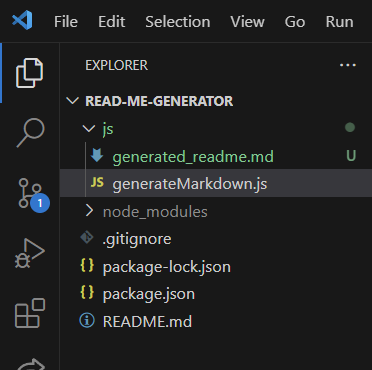 File Edit Selection View Go Run
EXPLORER ...
READ-ME-GENERATOR
js
generated_readme.md U
JS generateMarkdown.js
node_modules
.gitignore
{ } package-lock.json
{ } package.json
README.md
1